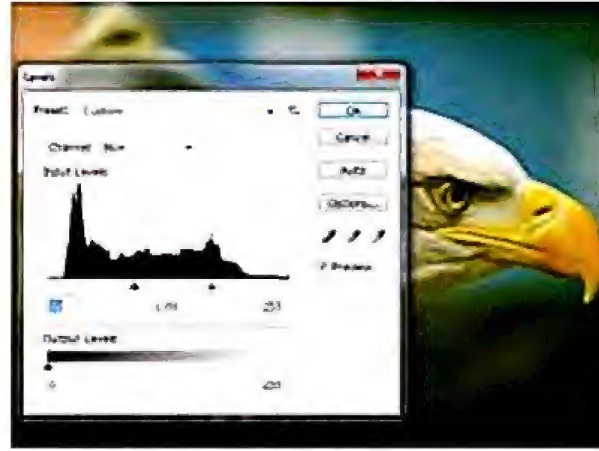 Levels
Preset: Custom
OK
Cancel
Channel: Blue
Auto
Input Levels
Options...
Preview
Output Levels
0